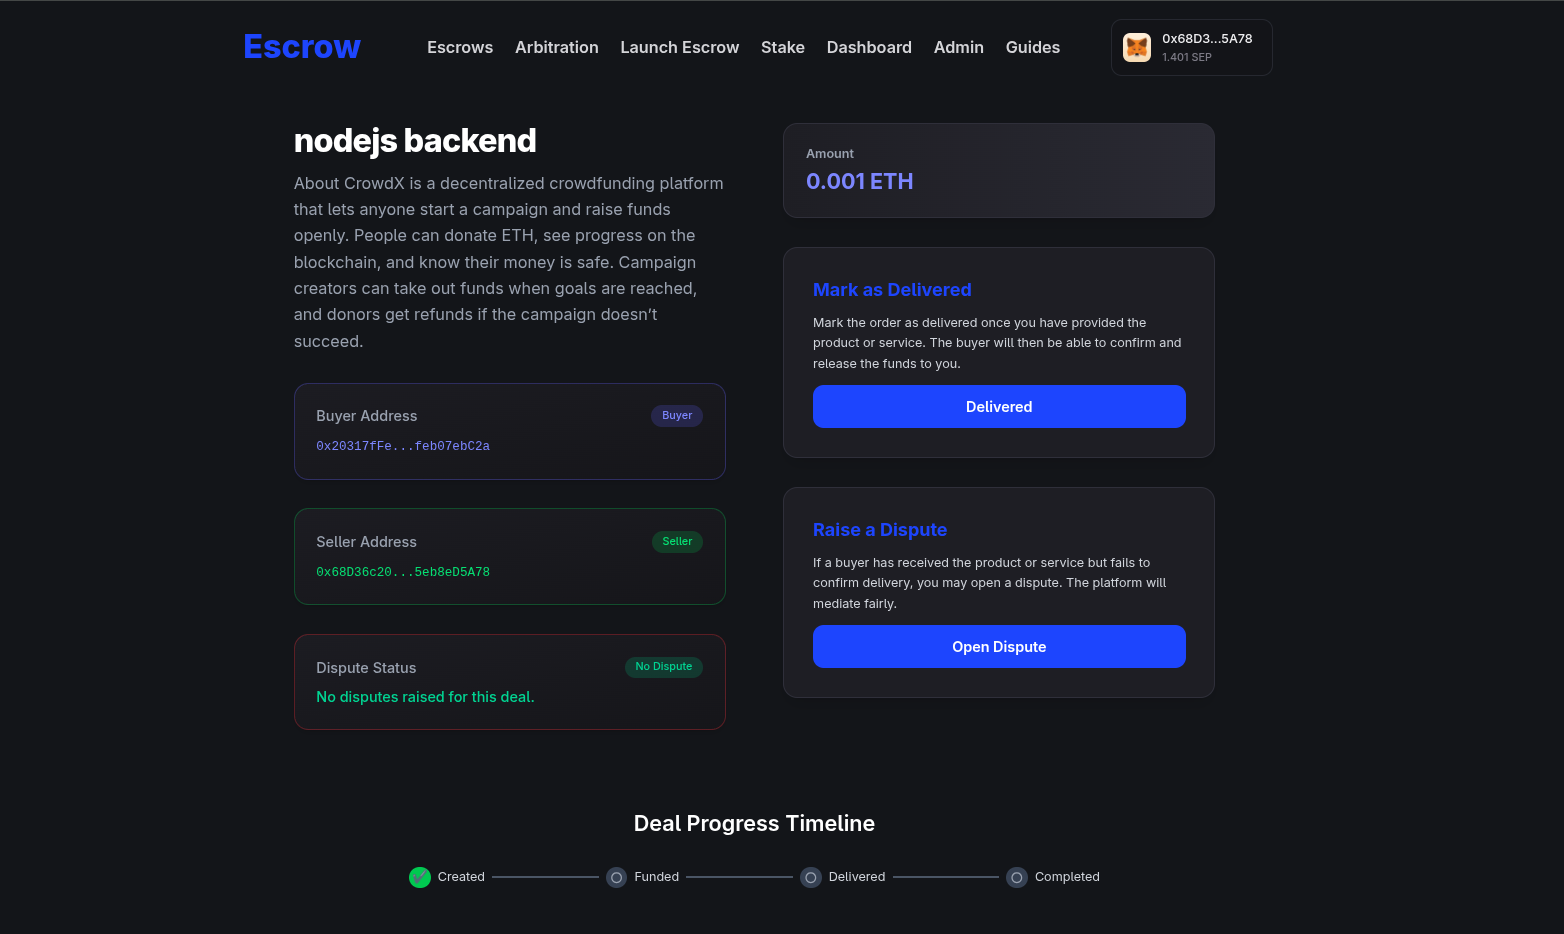 Escrow
Escrows Arbitration Launch Escrow Stake Dashboard Admin Guides
0x68D3...5A78
1.401 SEP
nodejs backend
About CrowdX is a decentralized crowdfunding platform
that lets anyone start a campaign and raise funds
openly. People can donate ETH, see progress on the
blockchain, and know their money is safe. Campaign
creators can take out funds when goals are reached,
and donors get refunds if the campaign doesn’t
succeed.
Buyer Address Buyer
0x20317fFe...feb07ebC2a
Seller Address Seller
0x68D36c20...5eb8eD5A78
Dispute Status No Dispute
No disputes raised for this deal.
Amount
0.001 ETH
Mark as Delivered
Mark the order as delivered once you have provided the
product or service. The buyer will then be able to confirm and
release the funds to you.
Delivered
Raise a Dispute
If a buyer has received the product or service but fails to
confirm delivery, you may open a dispute. The platform will
mediate fairly.
Open Dispute
Deal Progress Timeline
Created Funded Delivered Completed